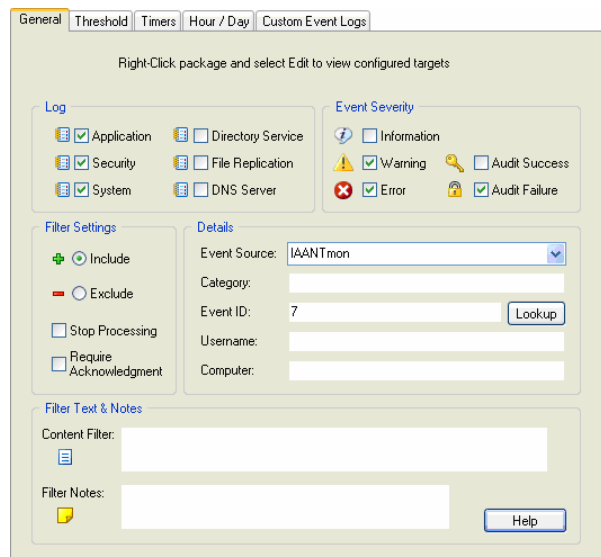 General Threshold Timers Hour / Day Custom Event Logs
Right-Click package and select Edit to view configured targets
Log
Application Directory Service
Security File Replication
System DNS Server
Event Severity
Information
Warning Audit Success
Error Audit Failure
Filter Settings
Include
Exclude
Stop Processing
Require
Acknowledgment
Details
Event Source: IAANTmon
Category:
Event ID: 7 Lookup
Username:
Computer:
Filter Text & Notes
Content Filter:
Filter Notes:
Help